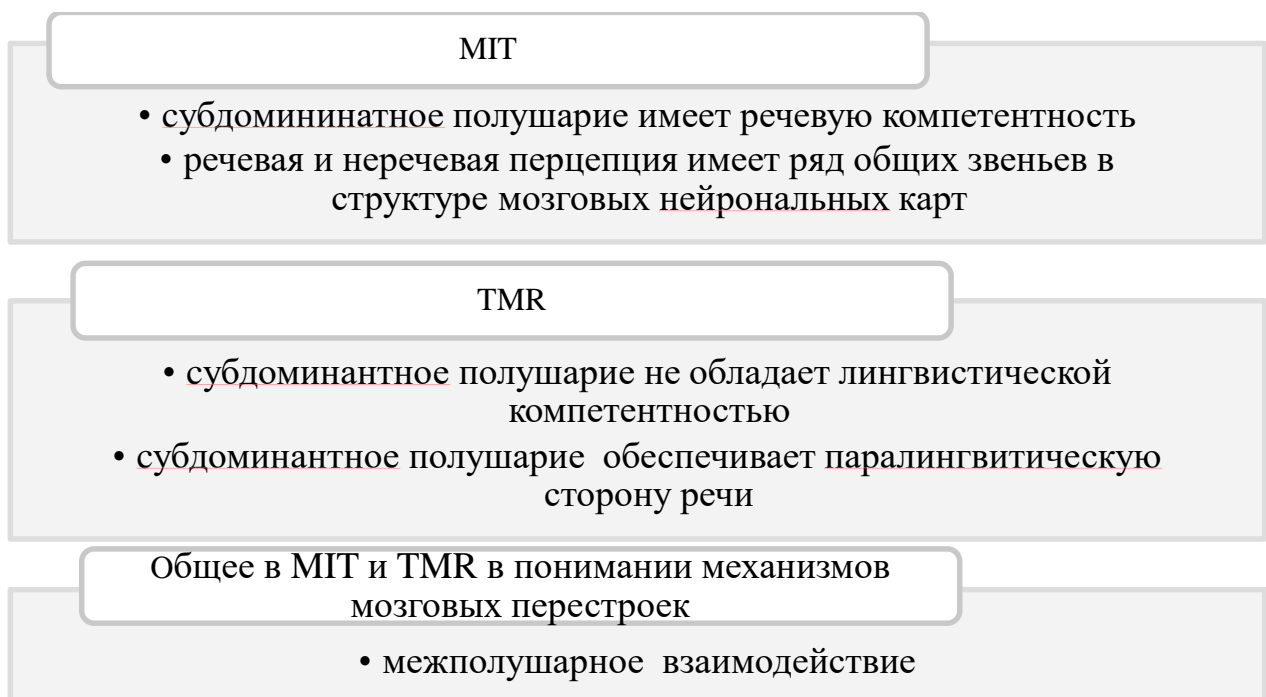 MIT
• субдомининатное полушарие имеет речевую компетентность
• речевая и неречевая перцепция имеет ряд общих звеньев в
структуре мозговых нейрональных карт
TMR
• субдоминантное полушарие не обладает лингвистической
компетентностью
• субдоминантное полушарие обеспечивает паралингвитическую
сторону речи
Общее в MIT и TMR в понимании механизмов
мозговых перестроек
• межполушарное взаимодействие